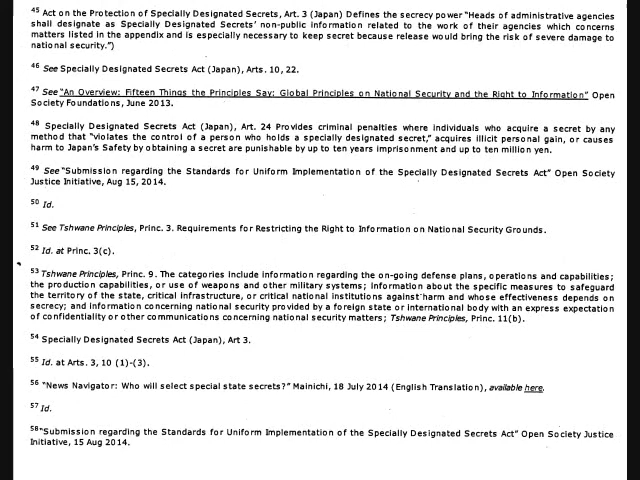 45 Act on the Protection of Specially Designated Secrets, Art. 3 (Japan) Defines the secrecy power "Heads of administrative agencies
shall designate as Specially Designated Secrets' non-public information related to the work of their agencies which concerns
matters listed in the appendix and is especially necessary to keep secret because release would bring the risk of severe damage to
national security.")
46 See Specially Designated Secrets Act (Japan), Arts. 10, 22.
47 See "An Overview: Fifteen Things the Principles Say: Global Principles on National Security and the Right to Information" Open
Society Foundations, June 2013.
48 Specially Designated Secrets Act (Japan), Art. 24 Provides criminal penalties where individuals who acquire a secret by any
method that "violates the control of a person who holds a specially designated secret," acquires illicit personal gain, or causes
harm to Japan's Safety by obtaining a secret are punishable by up to ten years imprisonment and up to ten million yen.
49 See "Submission regarding the Standards for Uniform Implementation of the Specially Designated Secrets Act" Open Society
Justice Initiative, Aug 15, 2014.
50 Id.
51 See Tshwane Principles, Princ. 3. Requirements for Restricting the Right to Information on National Security Grounds.
52 Id. at Princ. 3(c).
53 Tshwane Principles, Princ. 9. The categories include information regarding the on-going defense plans, operations and capabilities;
the production capabilities, or use of weapons and other military systems; information about the specific measures to safeguard
the territory of the state, critical infrastructure, or critical national institutions against harm and whose effectiveness depends on
secrecy; and information concerning national security provided by a foreign state or international body with an express expectation
of confidentiality or other communications concerning national security matters; Tshwane Principles, Princ. 11(b).
54 Specially Designated Secrets Act (Japan), Art 3.
55 Id. at Arts. 3, 10 (1)-(3).
56 "News Navigator: Who will select special state secrets?" Mainichi, 18 July 2014 (English Translation), available here.
57 Id.
58"Submission regarding the Standards for Uniform Implementation of the Specially Designated Secrets Act" Open Society Justice
Initiative, 15 Aug 2014.